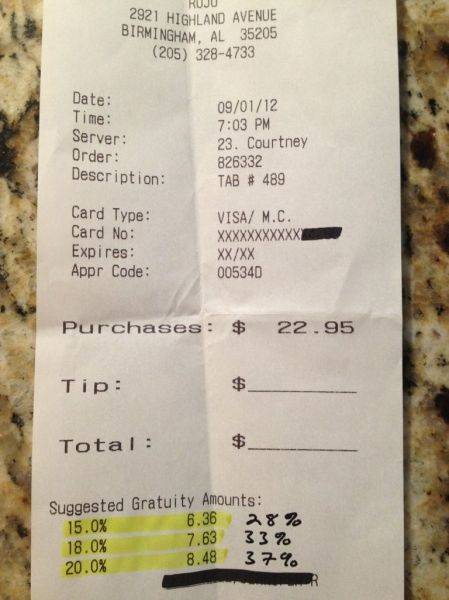 ROJO
2921 HIGHLAND AVENUE
BIRMINGHAM, AL 35205
(205) 328-4733
Date: 09/01/12
Time: 7:03 PM
Server: 23. Courtney
Order: 826332
Description: TAB # 489
Card Type: VISA/ M.C.
Card No: XXXXXXXXXXXX
Expires: XX/XX
Appr Code: 00534D
Purchases: $ 22.95
Tip: $
Total: $
Suggested Gratuity Amounts:
15.0% 6.36 28%
18.0% 7.63 33%
20.0% 8.48 37%